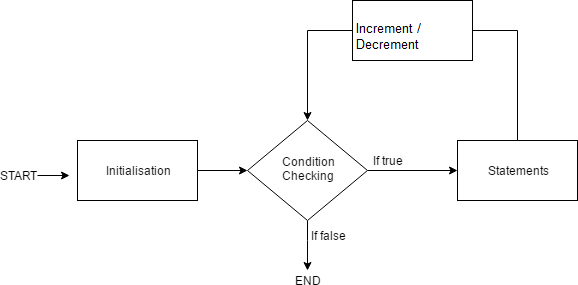 Increment /
Decrement
START
Initialisation
Condition
Checking
If true
Statements
If false
END